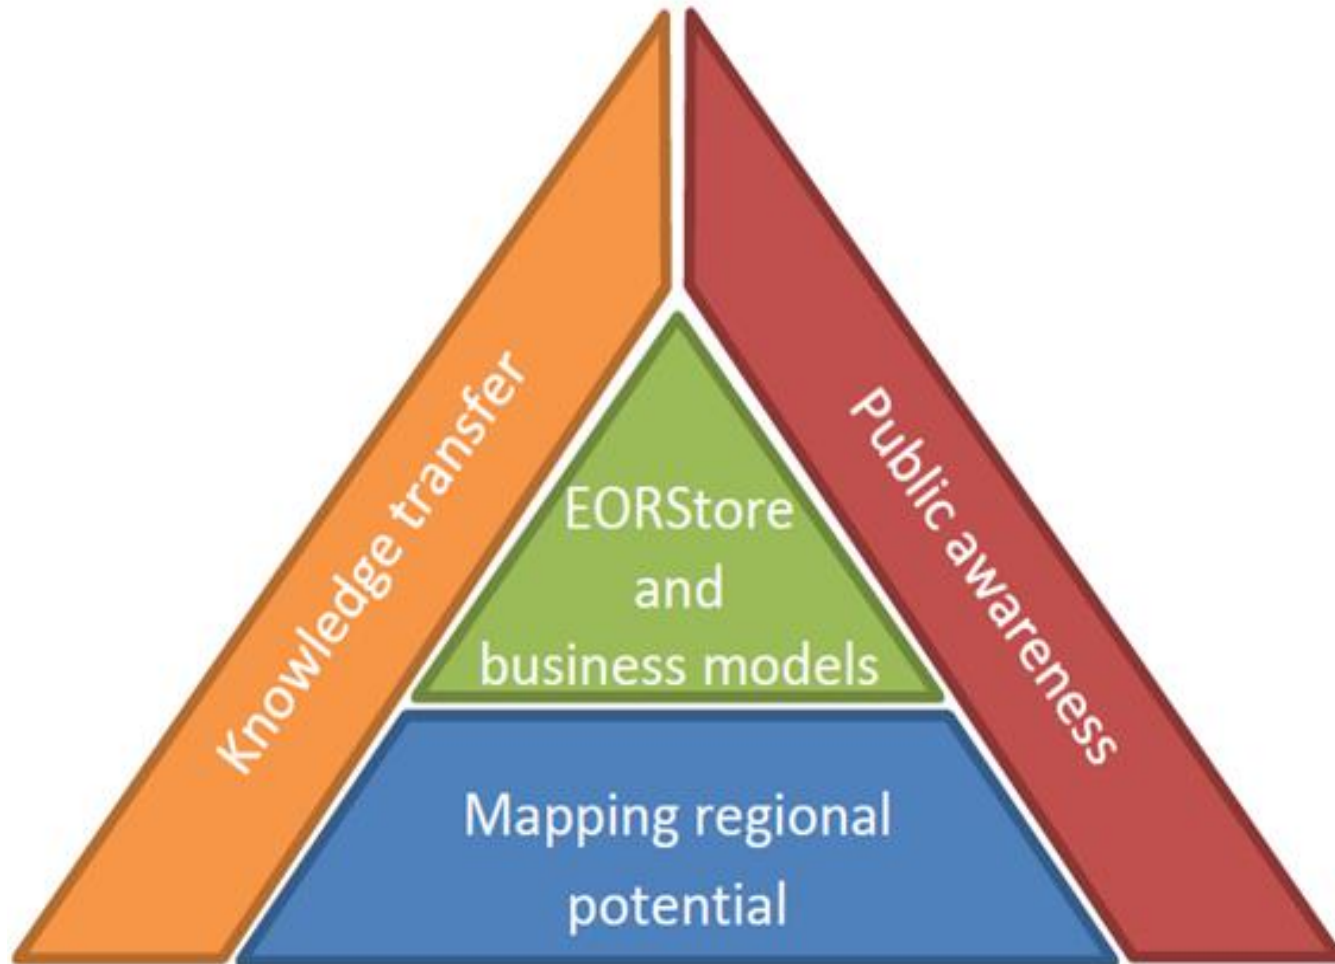 Knowledge transfer
Public awareness
EORStore
and
business models
Mapping regional
potential